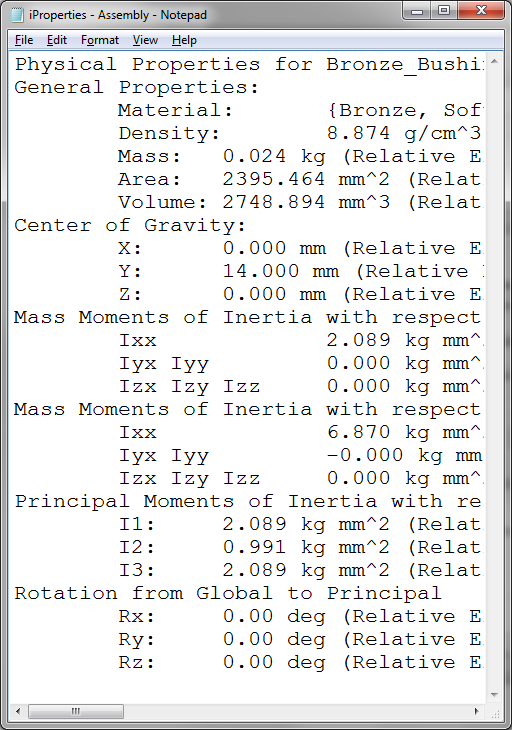 iProperties - Assembly - Notepad
File Edit Format View Help
Physical Properties for Bronze_Bushi
General Properties:
Material: {Bronze, Sof
Density: 8.874 g/cm^3
Mass: 0.024 kg (Relative E
Area: 2395.464 mm^2 (Relat
Volume: 2748.894 mm^3 (Relat
Center of Gravity:
X: 0.000 mm (Relative E
Y: 14.000 mm (Relative
Z: 0.000 mm (Relative E
Mass Moments of Inertia with respect
Ixx 2.089 kg mm^
Iyx Iyy 0.000 kg mm^
Izx Izy Izz 0.000 kg mm^
Mass Moments of Inertia with respect
Ixx 6.870 kg mm^
Iyx Iyy -0.000 kg mm
Izx Izy Izz 0.000 kg mm^
Principal Moments of Inertia with re
I1: 2.089 kg mm^2 (Relat
I2: 0.991 kg mm^2 (Relat
I3: 2.089 kg mm^2 (Relat
Rotation from Global to Principal
Rx: 0.00 deg (Relative E
Ry: 0.00 deg (Relative E
Rz: 0.00 deg (Relative E